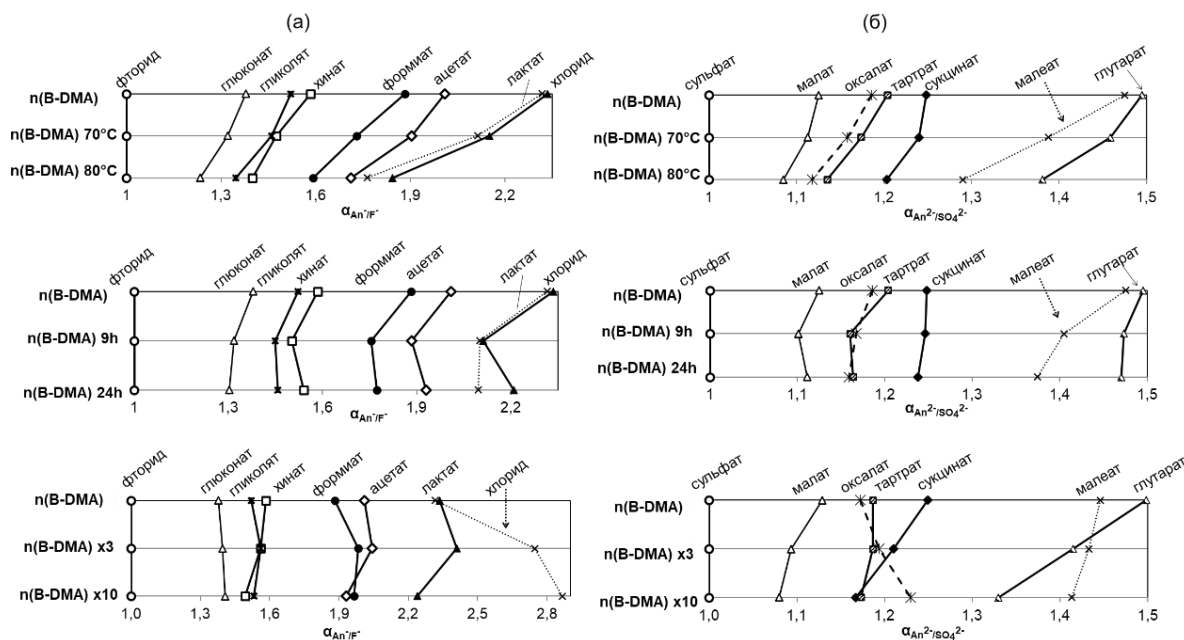 (а)
фторид
глюконат
гликолят
хинат
формиат
ацетат
лактат
хлорид
n(B-DMA)
n(B-DMA) 70°C
n(B-DMA) 80°C
1 1,3 1,6 1,9 2,2
αAn-/F-
фторид
глюконат
гликолят
хинат
формиат
ацетат
лактат
хлорид
n(B-DMA)
n(B-DMA) 9h
n(B-DMA) 24h
1 1,3 1,6 1,9 2,2
αAn-/F-
фторид
глюконат
гликолят
хинат
формиат
ацетат
лактат
хлорид
n(B-DMA)
n(B-DMA) x3
n(B-DMA) x10
1,0 1,3 1,6 1,9 2,2 2,5 2,8
αAn-/F-
(б)
сульфат
малат
оксалат
тартрат
сукцинат
малеат
глутарат
n(B-DMA)
n(B-DMA) 70°C
n(B-DMA) 80°C
1 1,1 1,2 1,3 1,4 1,5
αAn2-/SO42-
сульфат
малат
оксалат
тартрат
сукцинат
малеат
глутарат
n(B-DMA)
n(B-DMA) 9h
n(B-DMA) 24h
1 1,1 1,2 1,3 1,4 1,5
αAn2-/SO42-
сульфат
малат
оксалат
тартрат
сукцинат
малеат
глутарат
n(B-DMA)
n(B-DMA) x3
n(B-DMA) x10
1,0 1,1 1,2 1,3 1,4 1,5
αAn2-/SO42-